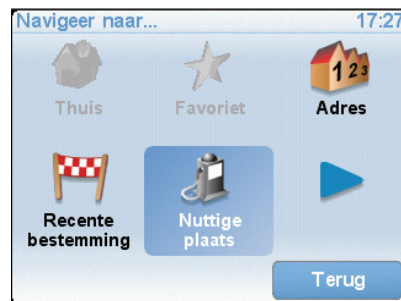 Navigeer naar...
17:27
123
Thuis
Favoriet
Adres
Recente
bestemming
Nuttige
plaats
Terug